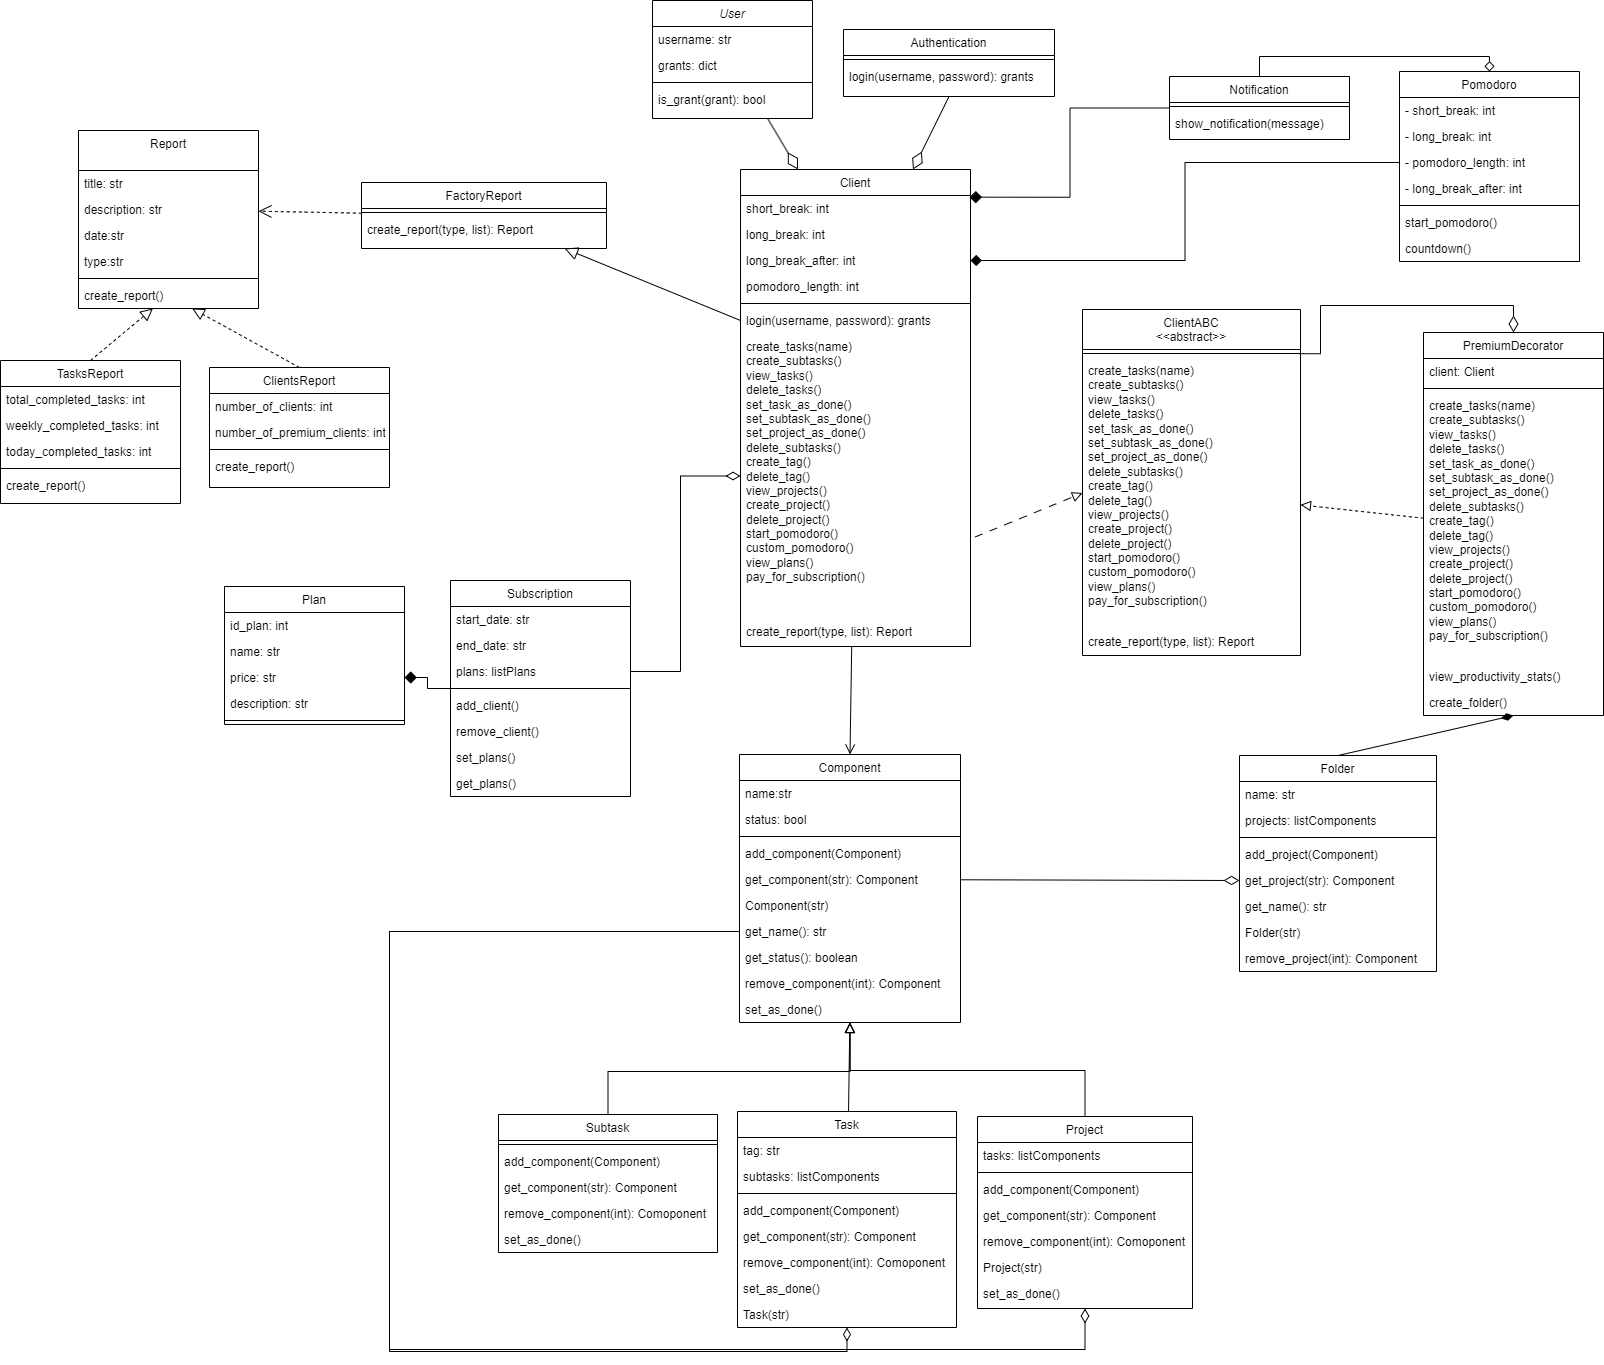 User
username: str
grants: dict
is_grant(grant): bool
Authentication
login(username, password): grants
Notification
show_notification(message)
Pomodoro
- short_break: int
- long_break: int
- pomodoro_length: int
- long_break_after: int
start_pomodoro()
countdown()
Report
title: str
description: str
date:str
type:str
create_report()
FactoryReport
create_report(type, list): Report
Client
short_break: int
long_break: int
long_break_after: int
pomodoro_length: int
login(username, password): grants
create_tasks(name)
create_subtasks()
view_tasks()
delete_tasks()
set_task_as_done()
set_subtask_as_done()
set_project_as_done()
delete_subtasks()
create_tag()
delete_tag()
view_projects()
create_project()
delete_project()
start_pomodoro()
custom_pomodoro()
view_plans()
pay_for_subscription()
create_report(type, list): Report
ClientABC
<<abstract>>
create_tasks(name)
create_subtasks()
view_tasks()
delete_tasks()
set_task_as_done()
set_subtask_as_done()
set_project_as_done()
delete_subtasks()
create_tag()
delete_tag()
view_projects()
create_project()
delete_project()
start_pomodoro()
custom_pomodoro()
view_plans()
pay_for_subscription()
create_report(type, list): Report
PremiumDecorator
client: Client
create_tasks(name)
create_subtasks()
view_tasks()
delete_tasks()
set_task_as_done()
set_subtask_as_done()
set_project_as_done()
delete_subtasks()
create_tag()
delete_tag()
view_projects()
create_project()
delete_project()
start_pomodoro()
custom_pomodoro()
view_plans()
pay_for_subscription()
view_productivity_stats()
create_folder()
TasksReport
total_completed_tasks: int
weekly_completed_tasks: int
today_completed_tasks: int
create_report()
ClientsReport
number_of_clients: int
number_of_premium_clients: int
create_report()
Plan
id_plan: int
name: str
price: str
description: str
Subscription
start_date: str
end_date: str
plans: listPlans
add_client()
remove_client()
set_plans()
get_plans()
Component
name:str
status: bool
add_component(Component)
get_component(str): Component
Component(str)
get_name(): str
get_status(): boolean
remove_component(int): Component
set_as_done()
Folder
name: str
projects: listComponents
add_project(Component)
get_project(str): Component
get_name(): str
Folder(str)
remove_project(int): Component
Subtask
add_component(Component)
get_component(str): Component
remove_component(int): Comoponent
set_as_done()
Task
tag: str
subtasks: listComponents
add_component(Component)
get_component(str): Component
remove_component(int): Comoponent
set_as_done()
Task(str)
Project
tasks: listComponents
add_component(Component)
get_component(str): Component
remove_component(int): Comoponent
Project(str)
set_as_done()